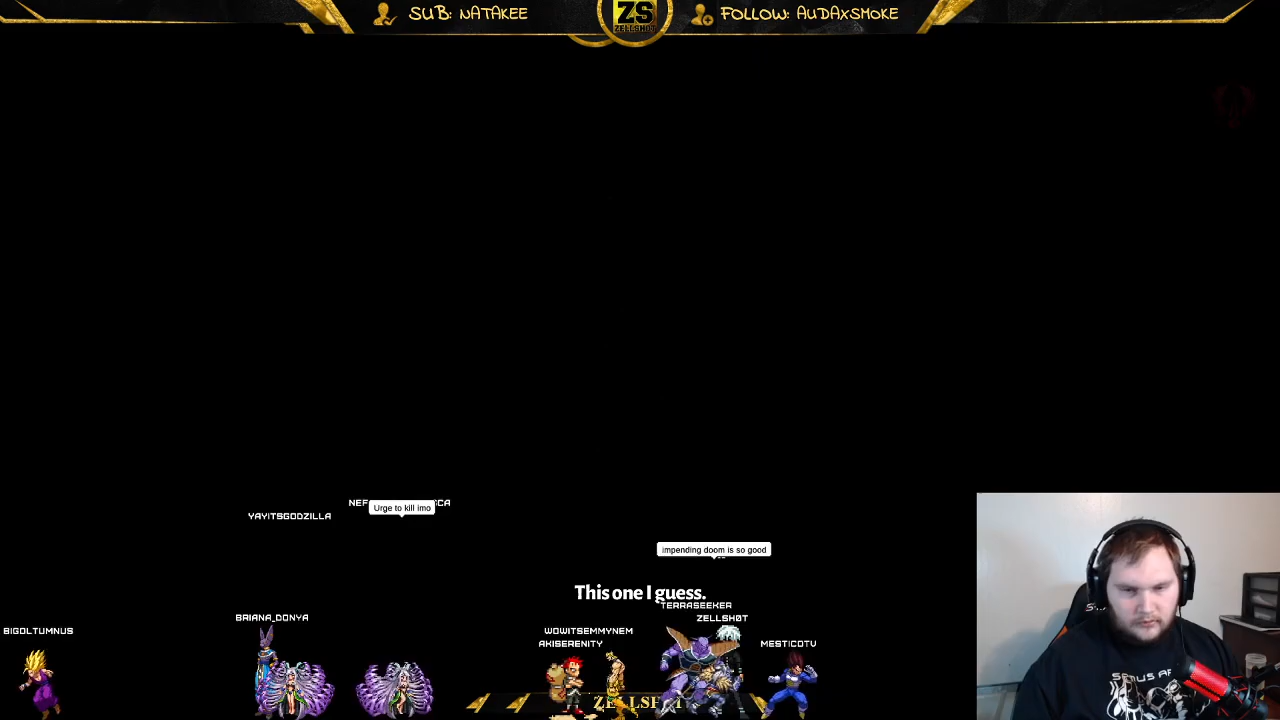 SUB: NATAKEE
ZS
ZELLSHOT
FOLLOW: AUDAXSMOKE
Urge to kill imo
YAYITSGODZILLA
impending doom is so good
This one I guess.
TERRASEEKER
BRIANA_DONYA
ZELLSHØT
BIGOLTUMNUS
WOWITSEMMYNEM
AKISERENITY
MESTICOTV